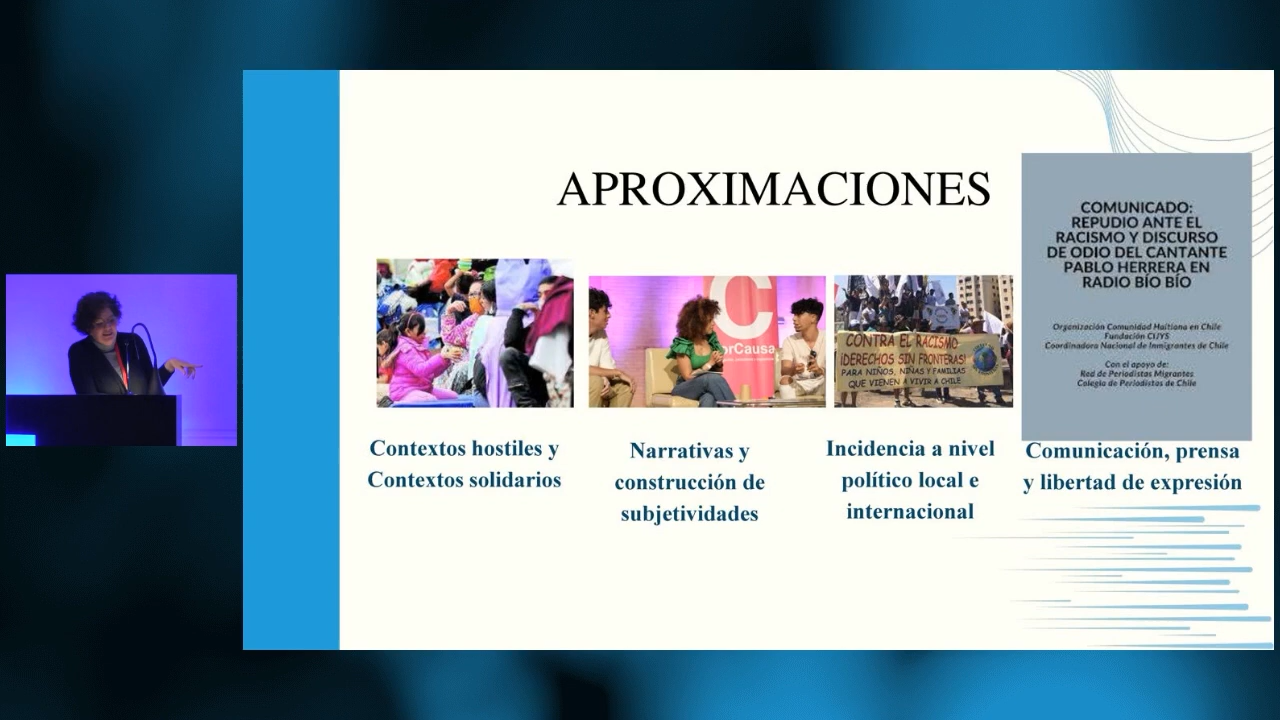 APROXIMACIONES
C
orCausa
CONTRA EL RACISMO
¡DERECHOS SIN FRONTERAS!
PARA NIÑOS, NIÑAS Y FAMILIAS
QUE VIENEN A VIVIR A CHILE
COMUNICADO:
REPUDIO ANTE EL
RACISMO Y DISCURSO
DE ODIO DEL CANTANTE
PABLO HERRERA EN
RADIO BÍO BÍO
Organización Comunidad Haitiana en Chile
Fundación CIJYS
Coordinadora Nacional de Inmigrantes de Chile
Con el apoyo de:
Red de Periodistas Migrantes
Colegio de Periodistas de Chile
Contextos hostiles y
Contextos solidarios
Narrativas y
construcción de
subjetividades
Incidencia a nivel
político local e
internacional
Comunicación, prensa
y libertad de expresión